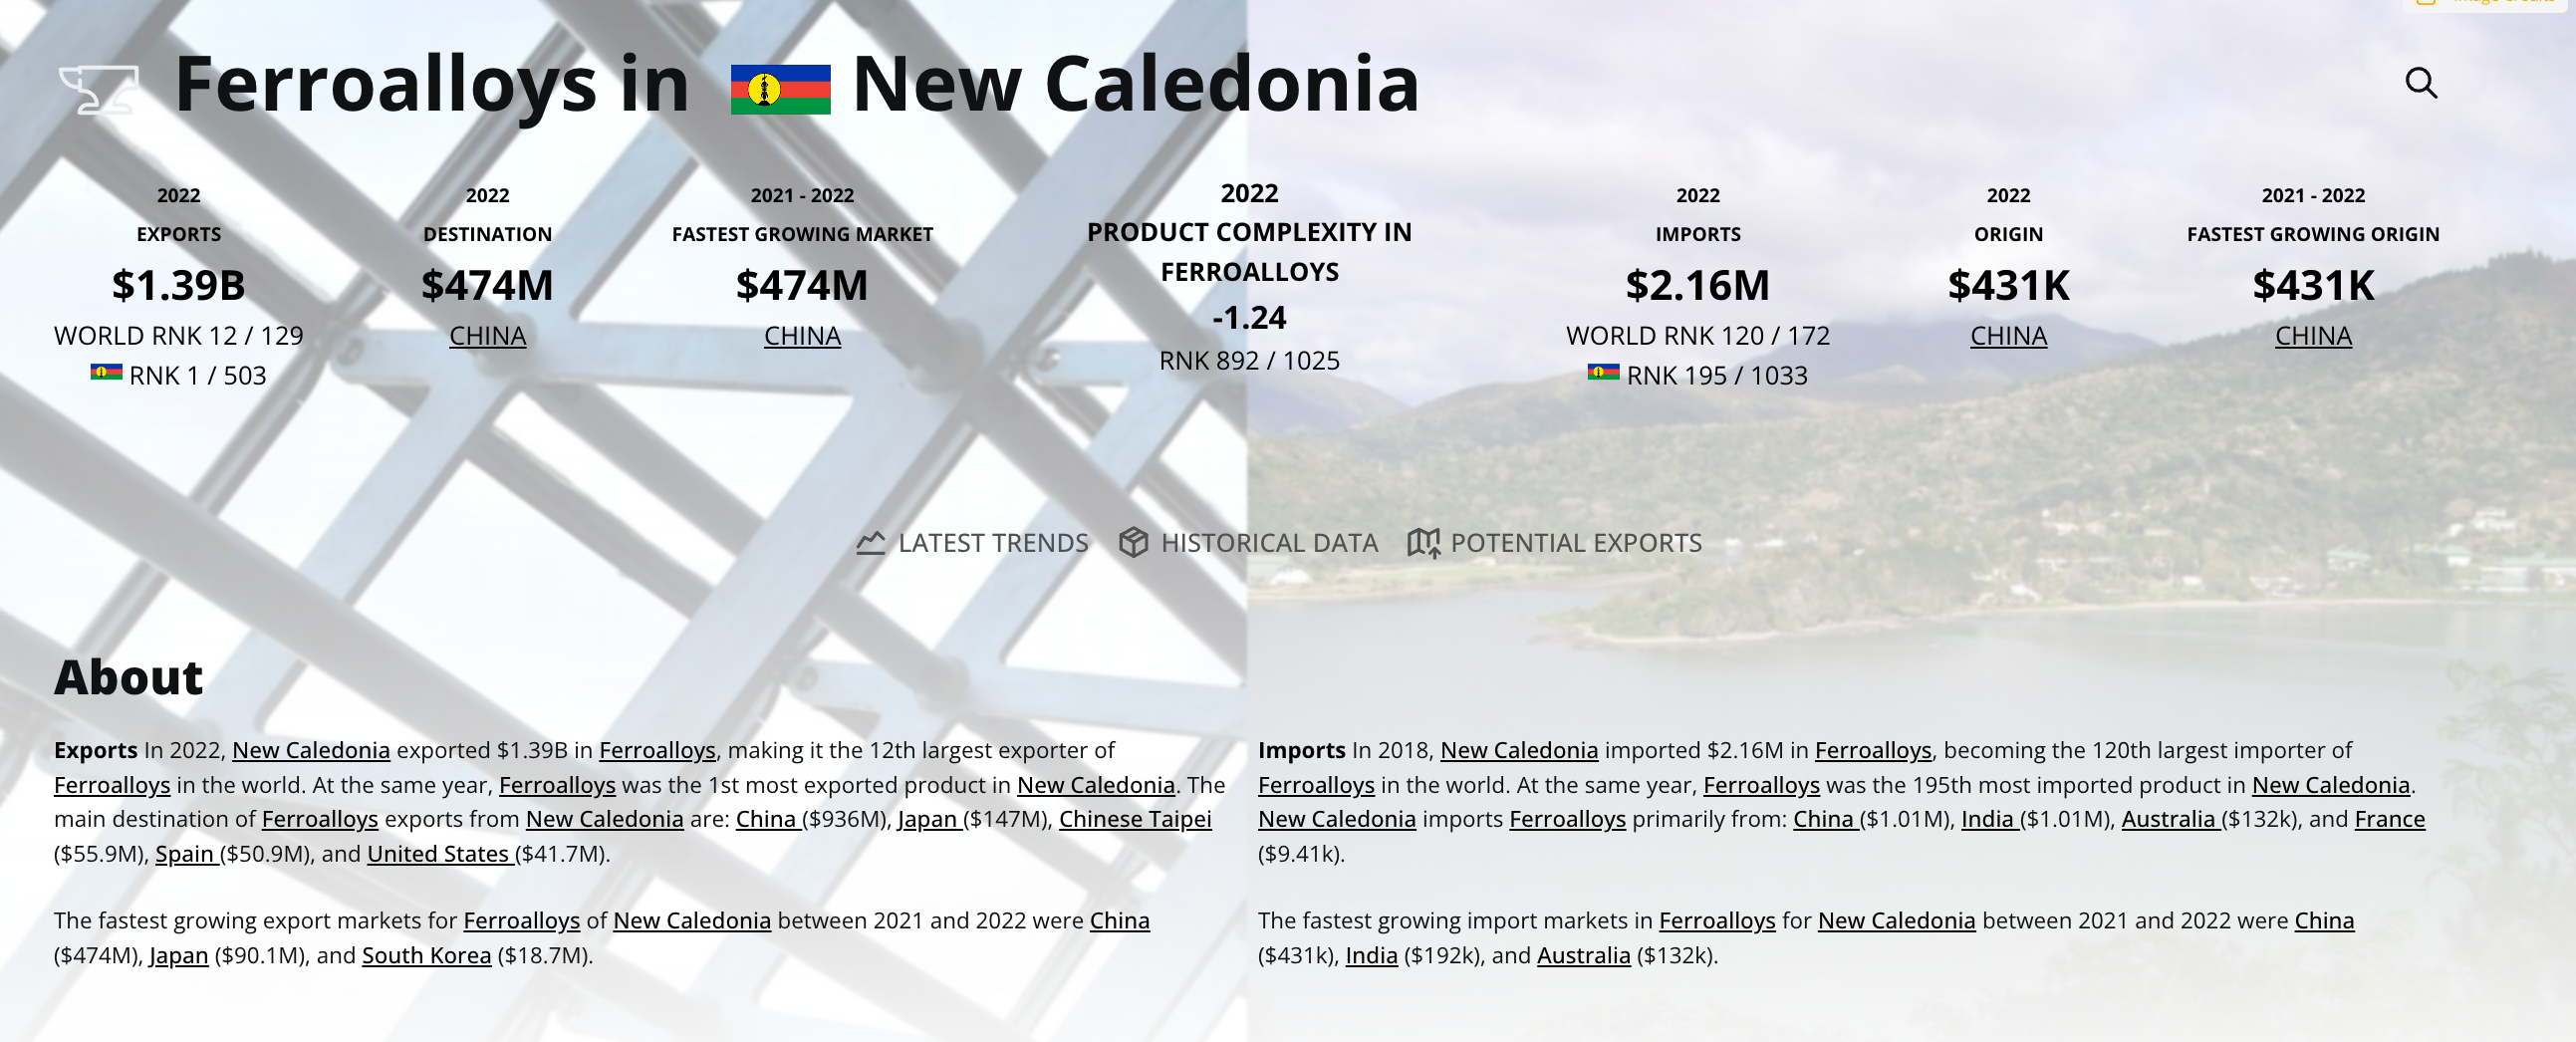 Image Credits
Ferroalloys in New Caledonia
2022
EXPORTS
$1.39B
WORLD RNK 12 / 129
RNK 1 / 503
2022
DESTINATION
$474M
CHINA
2021 - 2022
FASTEST GROWING MARKET
$474M
CHINA
2022
PRODUCT COMPLEXITY IN
FERROALLOYS
-1.24
RNK 892 / 1025
2022
IMPORTS
$2.16M
WORLD RNK 120 / 172
RNK 195 / 1033
2022
ORIGIN
$431K
CHINA
2021 - 2022
FASTEST GROWING ORIGIN
$431K
CHINA
LATEST TRENDS
HISTORICAL DATA
POTENTIAL EXPORTS
About
Exports In 2022, New Caledonia exported $1.39B in Ferroalloys, making it the 12th largest exporter of
Ferroalloys in the world. At the same year, Ferroalloys was the 1st most exported product in New Caledonia. The
main destination of Ferroalloys exports from New Caledonia are: China ($936M), Japan ($147M), Chinese Taipei
($55.9M), Spain ($50.9M), and United States ($41.7M).
The fastest growing export markets for Ferroalloys of New Caledonia between 2021 and 2022 were China
($474M), Japan ($90.1M), and South Korea ($18.7M).
Imports In 2018, New Caledonia imported $2.16M in Ferroalloys, becoming the 120th largest importer of
Ferroalloys in the world. At the same year, Ferroalloys was the 195th most imported product in New Caledonia.
New Caledonia imports Ferroalloys primarily from: China ($1.01M), India ($1.01M), Australia ($132k), and France
($9.41k).
The fastest growing import markets in Ferroalloys for New Caledonia between 2021 and 2022 were China
($431k), India ($192k), and Australia ($132k).